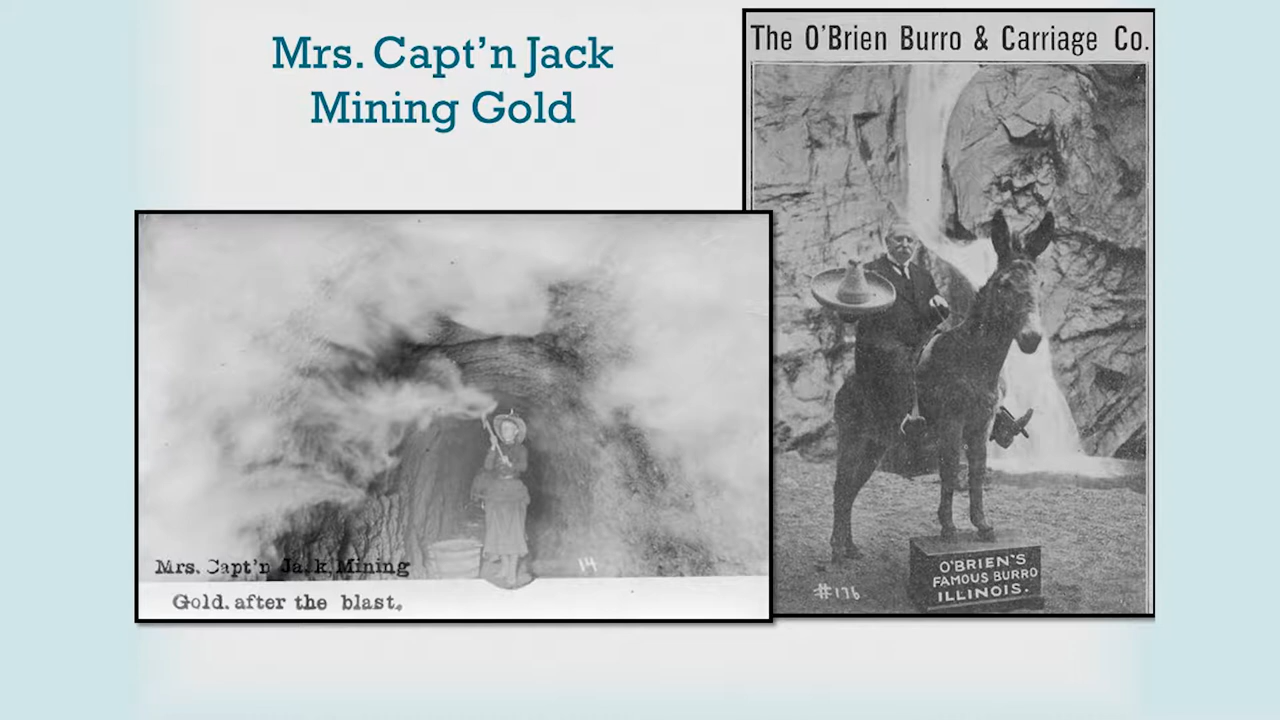 Mrs. Capt’n Jack
Mining Gold
The O'Brien Burro & Carriage Co.
Mrs. Capt'n Jack Mining
Gold. after the blast.
14
#176
O'BRIEN'S
FAMOUS BURRO
ILLINOIS.